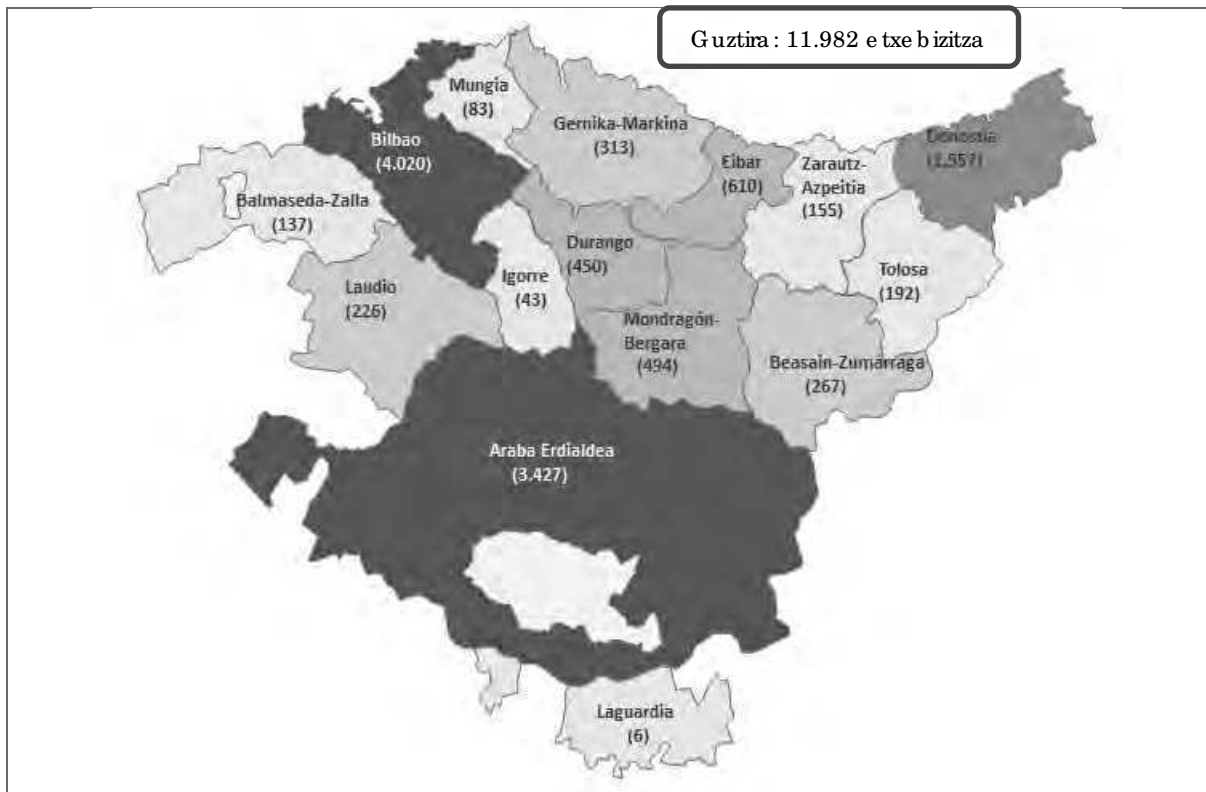 Guztira: 11.982 etxebizitza
Mungia
(83)
Bilbao
(4.020)
Gernika-Markina
(313)
Eibar
(610)
Zarautz-
Azpeitia
(155)
Donostia
(1.557)
Balmaseda-Zalla
(137)
Durango
(450)
Igorre
(43)
Tolosa
(192)
Laudio
(226)
Mondragón-
Bergara
(494)
Beasain-Zumarraga
(267)
Araba Erdialdea
(3.427)
Laguardia
(6)